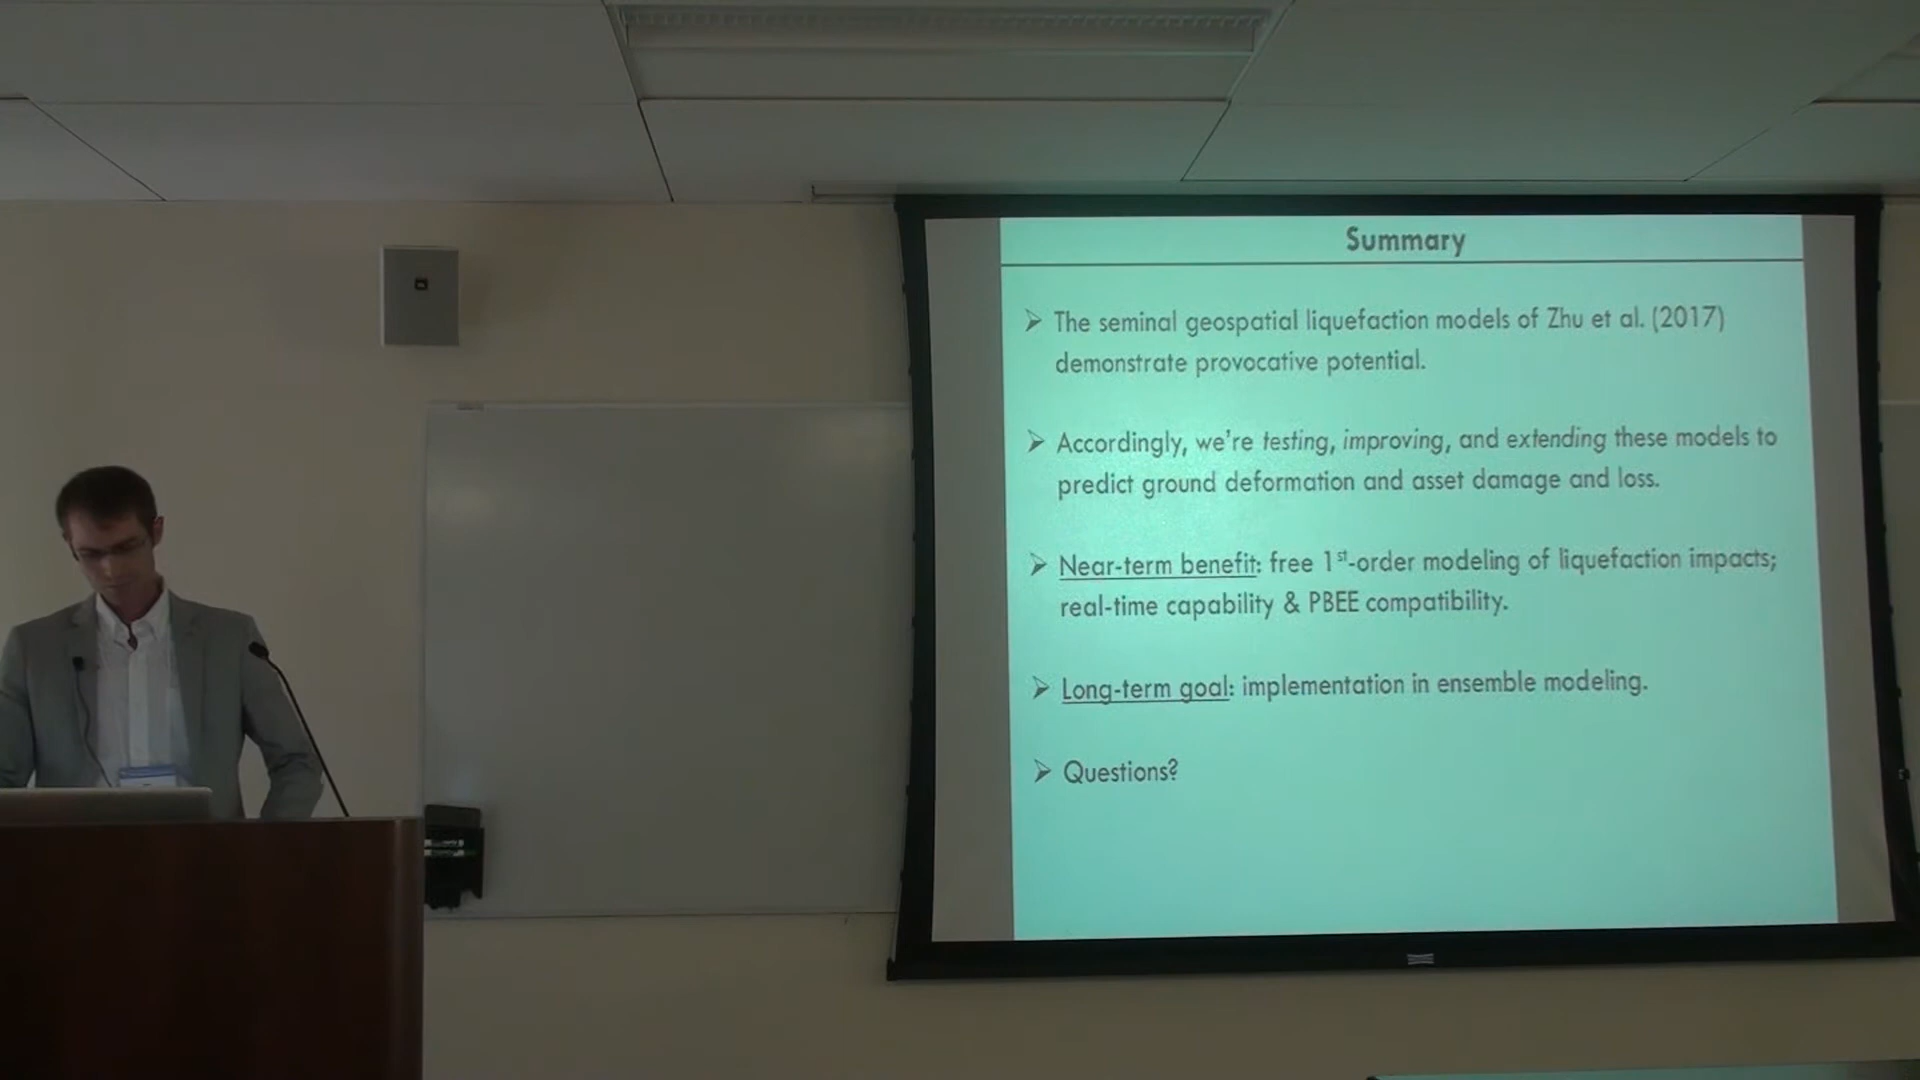 Summary
➢ The seminal geospatial liquefaction models of Zhu et al. (2017)
demonstrate provocative potential.
➢ Accordingly, we're testing, improving, and extending these models to
predict ground deformation and asset damage and loss.
➢ Near-term benefit: free 1st-order modeling of liquefaction impacts;
real-time capability & PBEE compatibility.
➢ Long-term goal: implementation in ensemble modeling.
➢ Questions?